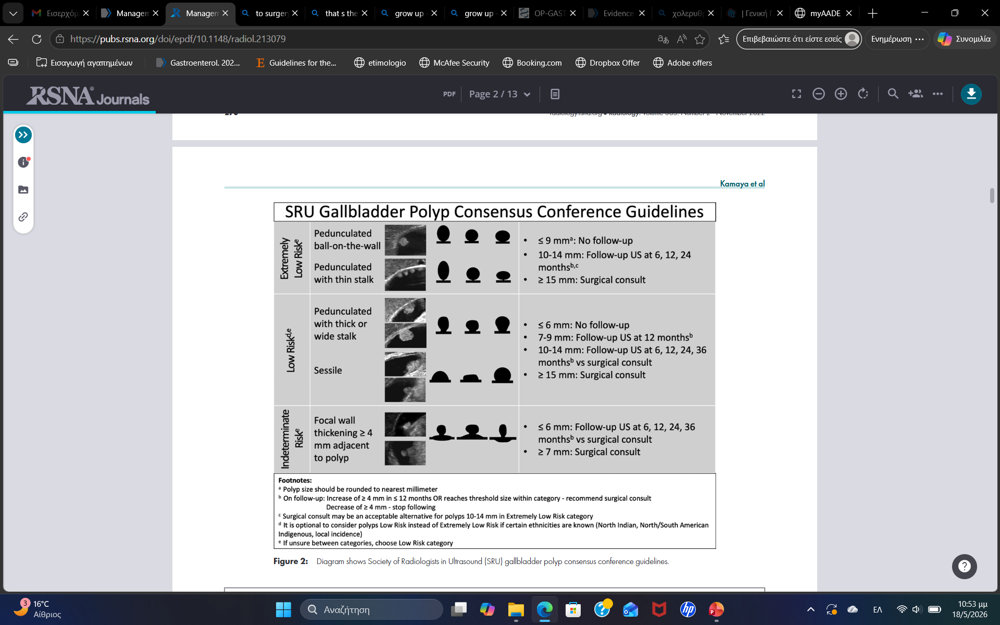 Εισερχόμ
Managem
Managem
to surger
that s the
grow up
grow up
OP-GAST
Evidence
χολερυθρ
| Γενική Γ
myAADE
https://pubs.rsna.org/doi/epdf/10.1148/radiol.213079
Επιβεβαιώστε ότι είστε εσείς
Ενημέρωση
Συνομιλία
Εισαγωγή αγαπημένων
Gastroenterol. 202...
Guidelines for the...
etimologio
McAfee Security
Booking.com
Dropbox Offer
Adobe offers
RSNA® Journals
PDF
Page 2 / 13
Kamaya et al
SRU Gallbladder Polyp Consensus Conference Guidelines
Extremely
Low Riskᵉ
Pedunculated
ball-on-the-wall
Pedunculated
with thin stalk
• ≤ 9 mmᵃ: No follow-up
• 10-14 mm: Follow-up US at 6, 12, 24
monthsᵇ,ᶜ
• ≥ 15 mm: Surgical consult
Low Riskᵈ,ᵉ
Pedunculated
with thick or
wide stalk
Sessile
• ≤ 6 mm: No follow-up
• 7-9 mm: Follow-up US at 12 monthsᵇ
• 10-14 mm: Follow-up US at 6, 12, 24, 36
monthsᵇ vs surgical consult
• ≥ 15 mm: Surgical consult
Indeterminate
Riskᵉ
Focal wall
thickening ≥ 4
mm adjacent
to polyp
• ≤ 6 mm: Follow-up US at 6, 12, 24, 36
monthsᵇ vs surgical consult
• ≥ 7 mm: Surgical consult
Footnotes:
ᵃ Polyp size should be rounded to nearest millimeter
ᵇ On follow-up: Increase of ≥ 4 mm in ≤ 12 months OR reaches threshold size within category - recommend surgical consult
Decrease of ≥ 4 mm - stop following
ᶜ Surgical consult may be an acceptable alternative for polyps 10-14 mm in Extremely Low Risk category
ᵈ It is optional to consider polyps Low Risk instead of Extremely Low Risk if certain ethnicities are known (North Indian, North/South American
Indigenous, local incidence)
ᵉ If unsure between categories, choose Low Risk category
Figure 2: Diagram shows Society of Radiologists in Ultrasound (SRU) gallbladder polyp consensus conference guidelines.
3
16°C
Αίθριος
Αναζήτηση
ΕΛ
10:53 μμ
18/5/2026